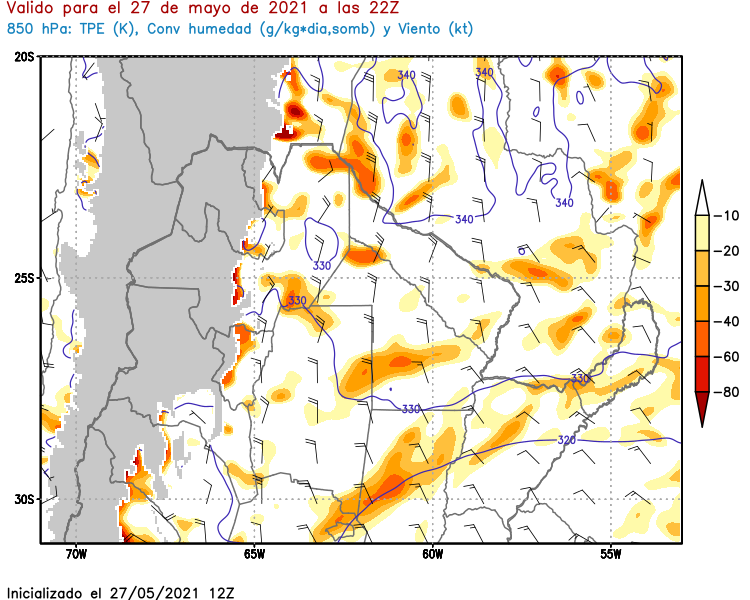 Valido para el 27 de mayo de 2021 a las 22Z
850 hPa: TPE (K), Conv humedad (g/kg*dia,somb) y Viento (kt)
20S
340
340
340
340
25S
330
330
330
330
320
30S
70W
65W
60W
55W
-10
-20
-30
-40
-60
-80
Inicializado el 27/05/2021 12Z